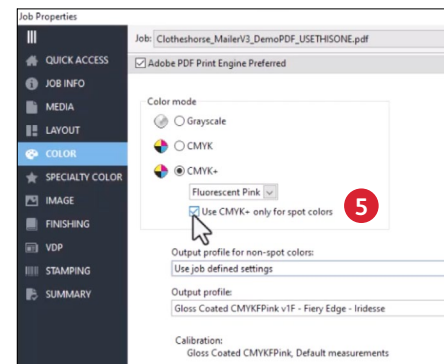 Job Properties
Job: Clotheshorse_MailerV3_DemoPDF_USETHISONE.pdf
QUICK ACCESS
Adobe PDF Print Engine Preferred
JOB INFO
MEDIA
LAYOUT
COLOR
SPECIALTY COLOR
IMAGE
FINISHING
VDP
STAMPING
SUMMARY
Color mode
Grayscale
CMYK
CMYK+
Fluorescent Pink
Use CMYK+ only for spot colors
5
Output profile for non-spot colors:
Use job defined settings
Output profile:
Gloss Coated CMYKFPink v1F - Fiery Edge - Iridesse
Calibration:
Gloss Coated CMYKFPink, Default measurements